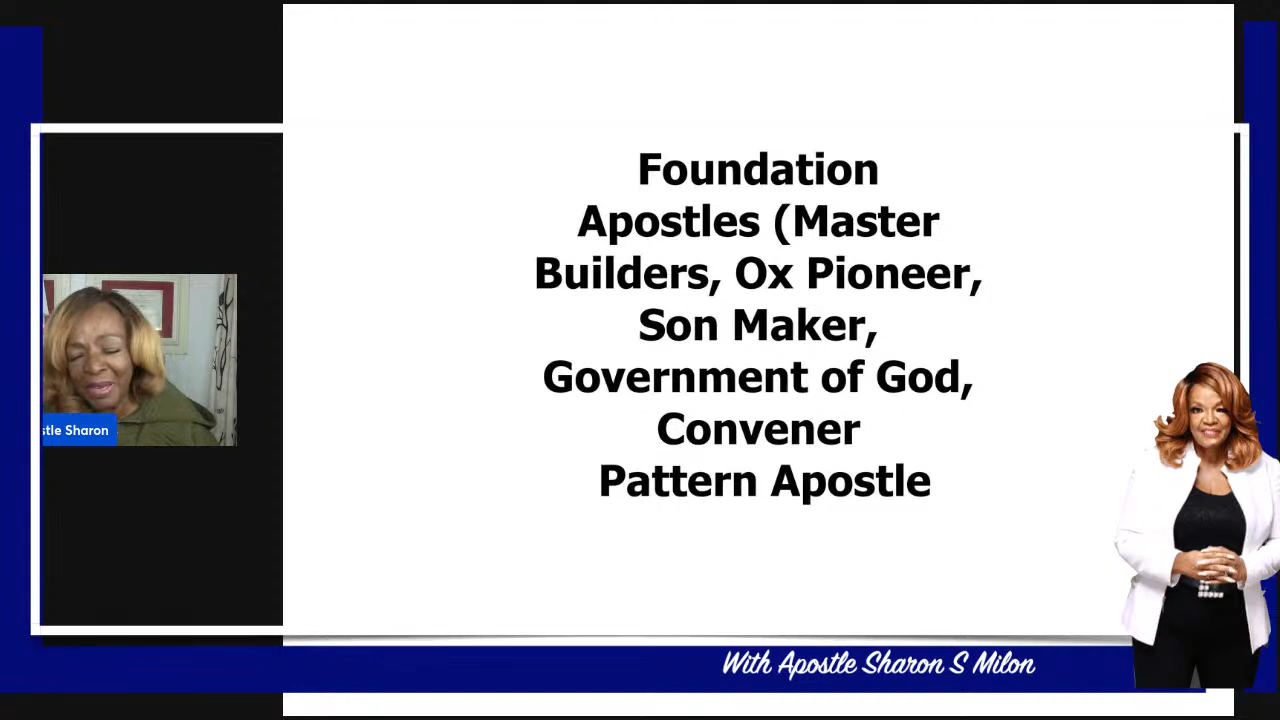 Foundation
Apostles (Master
Builders, Ox Pioneer,
Son Maker,
Government of God,
Convener
Pattern Apostle
stle Sharon
With Apostle Sharon S Milon